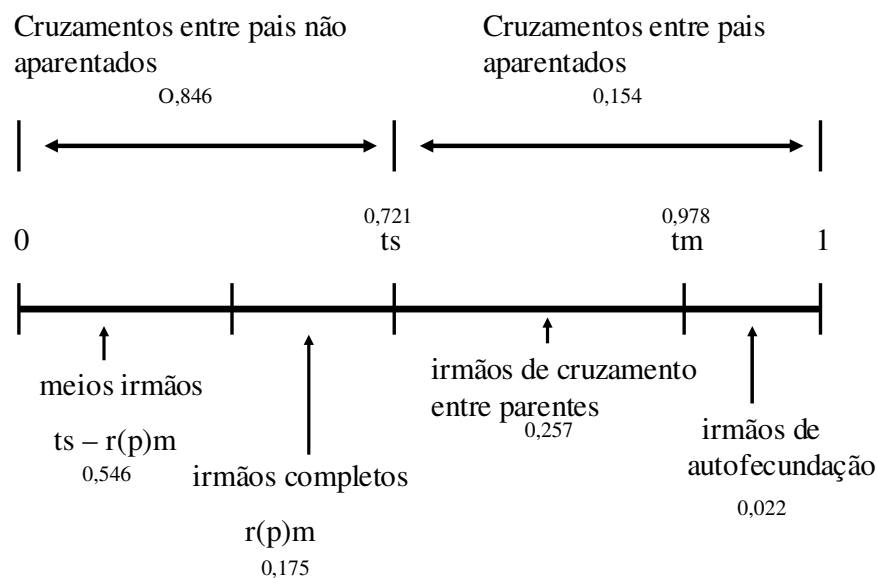 Cruzamentos entre pais não
aparentados
O,846
Cruzamentos entre pais
aparentados
0,154
0,721
0,978
0
ts
tm
1
meios irmãos
ts – r(p)m
0,546
irmãos completos
r(p)m
0,175
irmãos de cruzamento
entre parentes
0,257
irmãos de
autofecundação
0,022